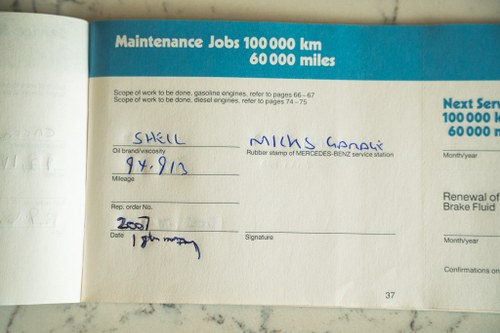 Maintenance Jobs 100 000 km
60 000 miles
Scope of work to be done, gasoline engines, refer to pages 66–67
Scope of work to be done, diesel engines, refer to pages 74–75
SHELL
MICKS GARAGE
Oil brand/viscosity
Rubber stamp of MERCEDES-BENZ service station
94.913
Mileage
Rep. order No.
2007
Date
Signature
37
Next Serv
100 000 k
60 000 m
Month/year
Renewal of
Brake Fluid
Month/year
Confirmations on